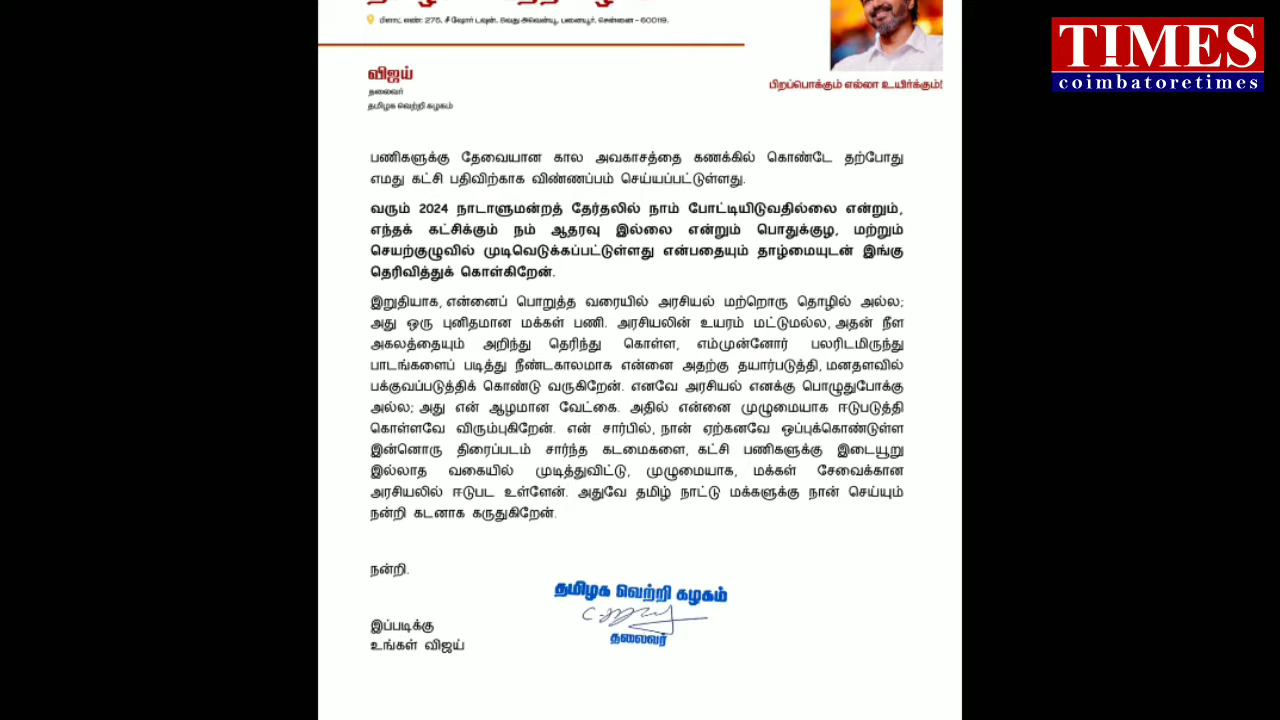 பிளாட் எண்: 275, சீ ஷோர் டவுன், 8வது அவென்யூ, பனையூர், சென்னை - 600119.
TIMES
coimbatoretimes
விஜய்
தலைவர்
தமிழக வெற்றி கழகம்
பிறப்பொக்கும் எல்லா உயிர்க்கும்!
பணிகளுக்கு தேவையான கால அவகாசத்தை கணக்கில் கொண்டே தற்போது
எமது கட்சி பதிவிற்காக விண்ணப்பம் செய்யப்பட்டுள்ளது.
வரும் 2024 நாடாளுமன்றத் தேர்தலில் நாம் போட்டியிடுவதில்லை என்றும்,
எந்தக் கட்சிக்கும் நம் ஆதரவு இல்லை என்றும் பொதுக்குழு, மற்றும்
செயற்குழுவில் முடிவெடுக்கப்பட்டுள்ளது என்பதையும் தாழ்மையுடன் இங்கு
தெரிவித்துக் கொள்கிறேன்.
இறுதியாக, என்னைப் பொறுத்த வரையில் அரசியல் மற்றொரு தொழில் அல்ல;
அது ஒரு புனிதமான மக்கள் பணி. அரசியலின் உயரம் மட்டுமல்ல, அதன் நீள
அகலத்தையும் அறிந்து தெரிந்து கொள்ள, எம்முன்னோர் பலரிடமிருந்து
பாடங்களைப் படித்து நீண்டகாலமாக என்னை அதற்கு தயார்படுத்தி, மனதளவில்
பக்குவப்படுத்திக் கொண்டு வருகிறேன். எனவே அரசியல் எனக்கு பொழுதுபோக்கு
அல்ல; அது என் ஆழமான வேட்கை. அதில் என்னை முழுமையாக ஈடுபடுத்தி
கொள்ளவே விரும்புகிறேன். என் சார்பில், நான் ஏற்கனவே ஒப்புக்கொண்டுள்ள
இன்னொரு திரைப்படம் சார்ந்த கடமைகளை, கட்சி பணிகளுக்கு இடையூறு
இல்லாத வகையில் முடித்துவிட்டு, முழுமையாக, மக்கள் சேவைக்கான
அரசியலில் ஈடுபட உள்ளேன். அதுவே தமிழ் நாட்டு மக்களுக்கு நான் செய்யும்
நன்றி கடனாக கருதுகிறேன்.
நன்றி.
தமிழக வெற்றி கழகம்
தலைவர்
இப்படிக்கு
உங்கள் விஜய்